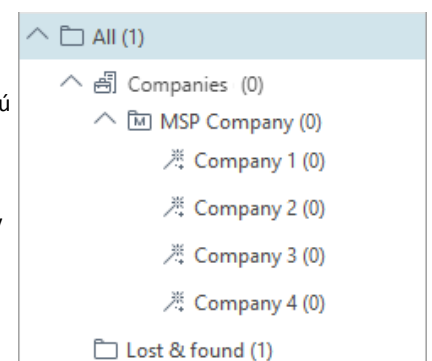 All (1)
Companies (0)
ú
MSP Company (0)
Company 1 (0)
Company 2 (0)
Company 3 (0)
Company 4 (0)
Lost & found (1)